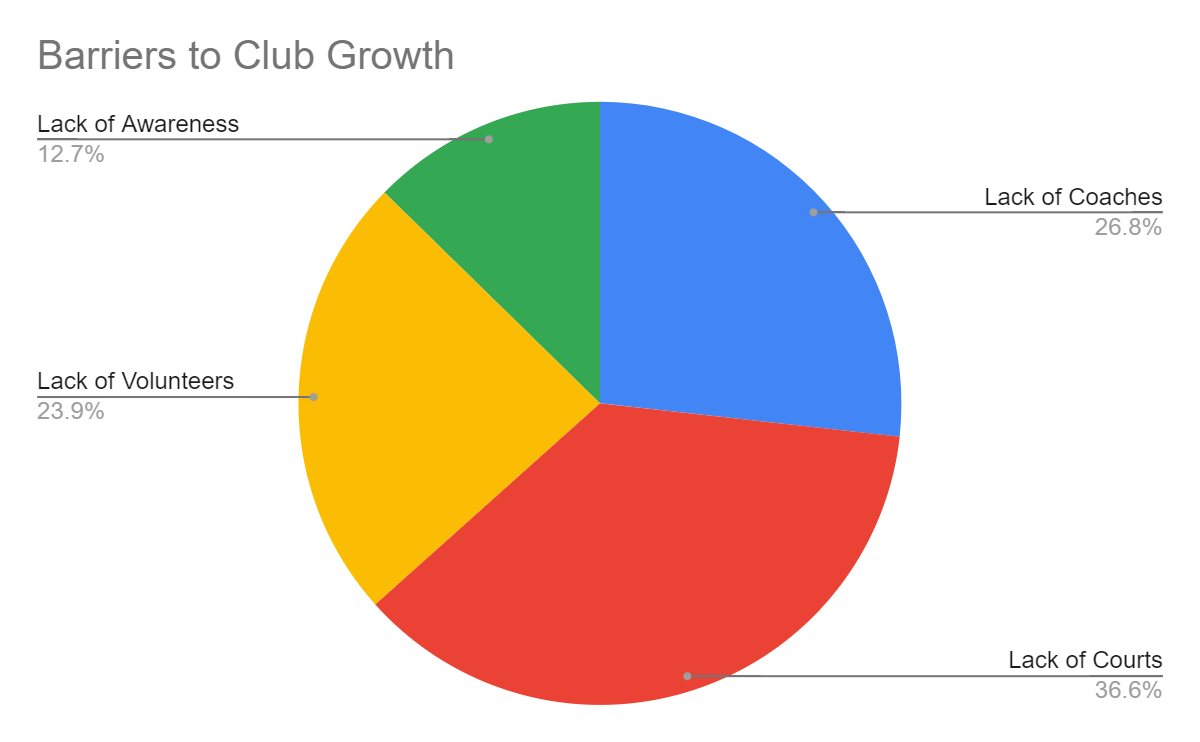 Barriers to Club Growth
Lack of Awareness
12.7%
Lack of Coaches
26.8%
Lack of Volunteers
23.9%
Lack of Courts
36.6%